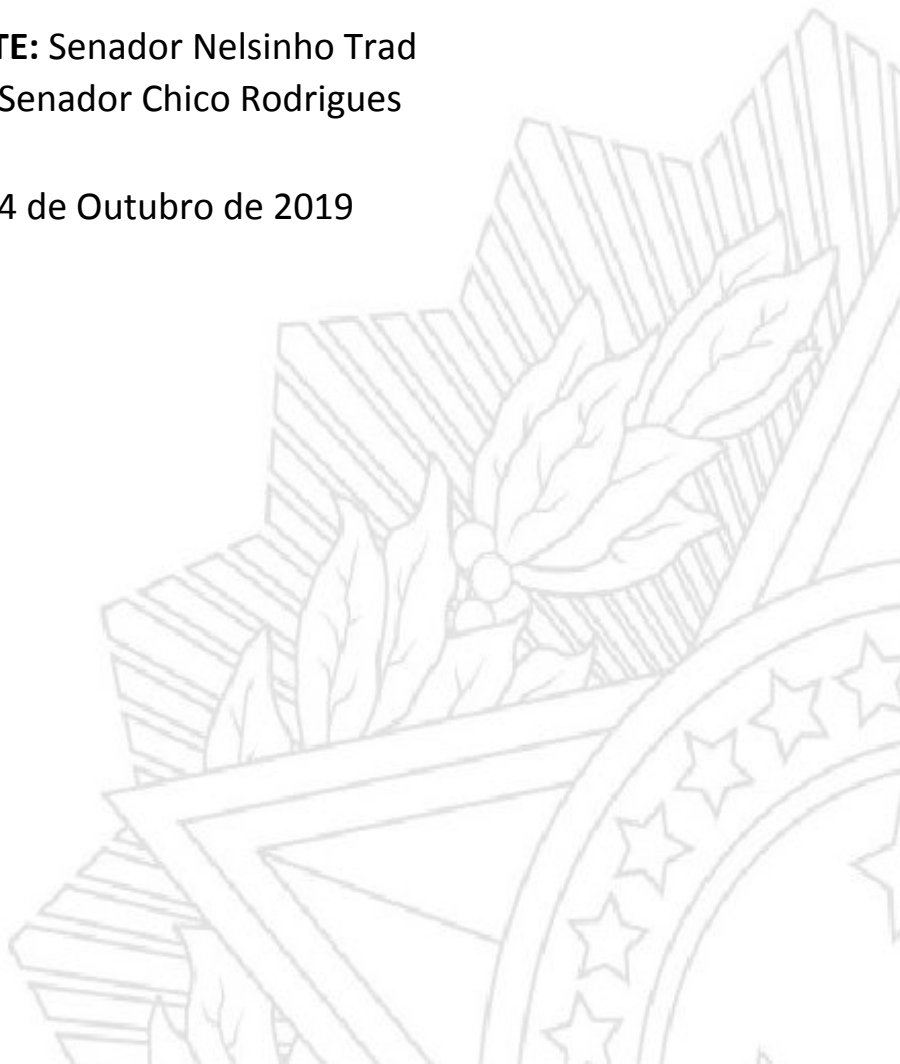 TE: Senador Nelsinho Trad
Senador Chico Rodrigues
4 de Outubro de 2019